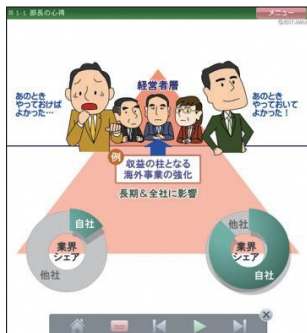 1-1 部長の心得
メニュー
経営者層
あのとき
やっておけば
よかった…
あのとき
やっておいて
よかった！
例
収益の柱となる
海外事業の強化
長期＆全社に影響
自社
業界
シェア
他社
他社
業界
シェア
自社